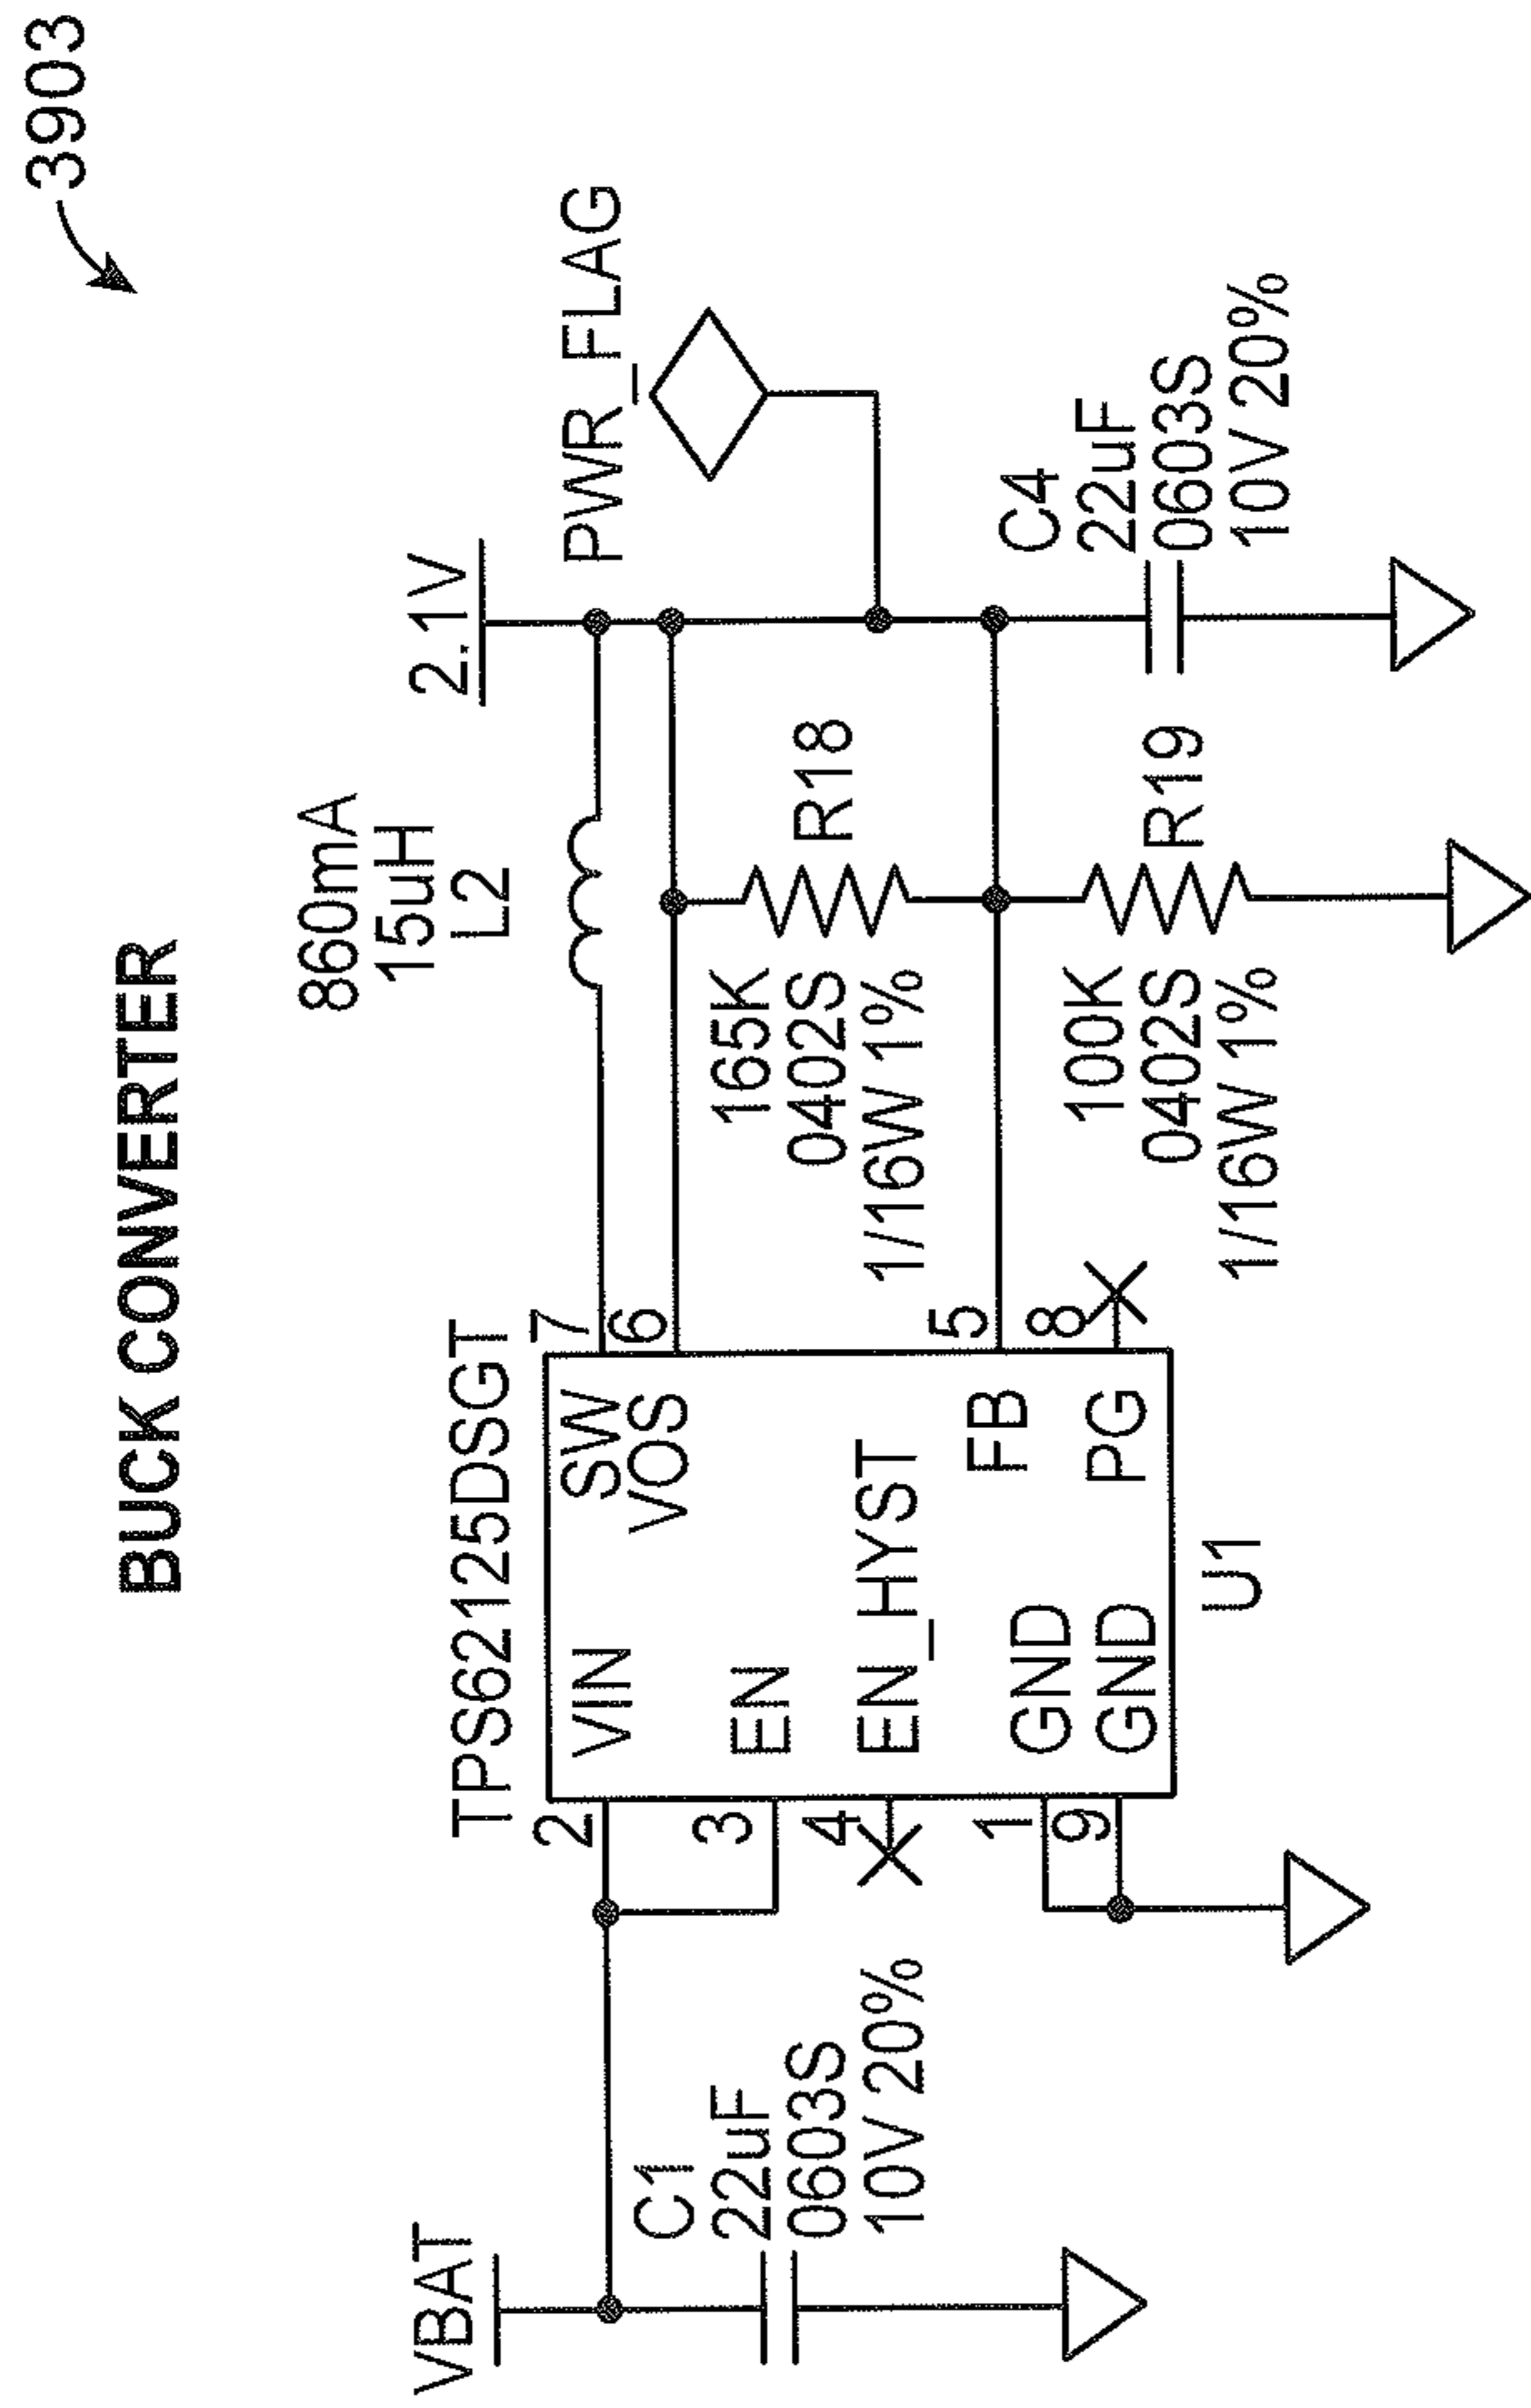 3903
BUCK CONVERTER
860mA
15uH
L2
2.1V
PWR_FLAG
VBAT
TPS62125DSGT
2
VIN
SW
7
VOS
6
3
EN
4
EN_HYST
FB
5
1
GND
PG
8
9
GND
U1
C1
22uF
0603S
10V 20%
165K
0402S
1/16W 1%
R18
100K
0402S
1/16W 1%
R19
C4
22uF
0603S
10V 20%